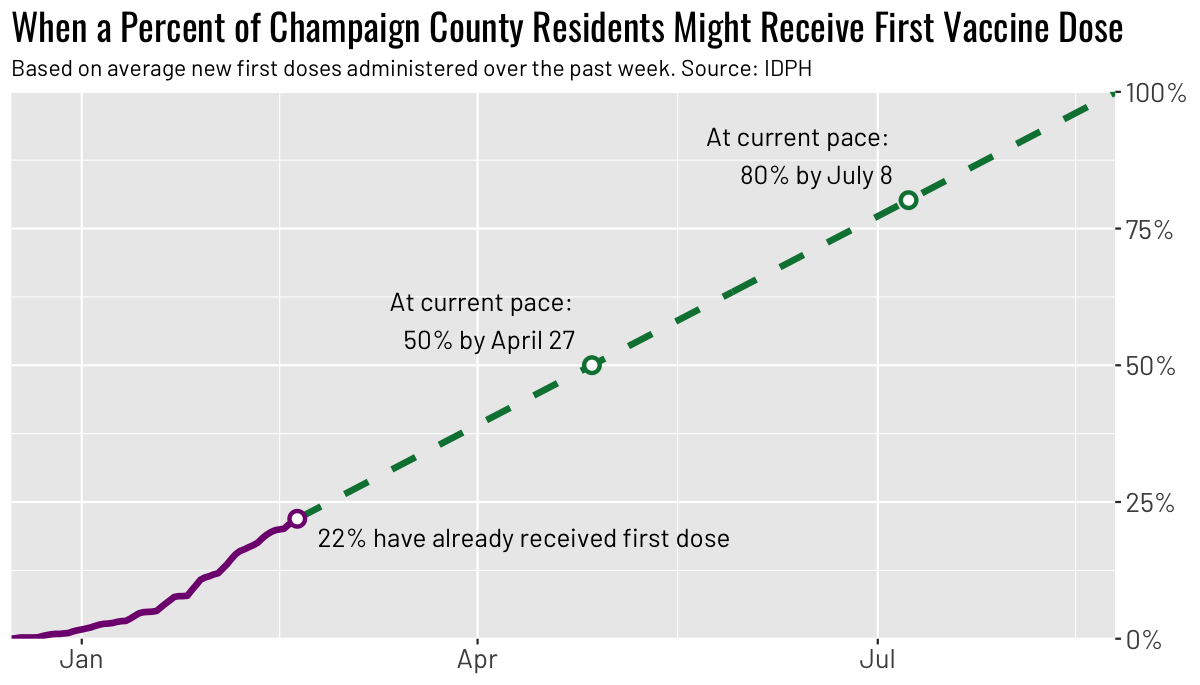 When a Percent of Champaign County Residents Might Receive First Vaccine Dose
Based on average new first doses administered over the past week. Source: IDPH
100%
At current pace:
80% by July 8
75%
At current pace:
50% by April 27
50%
25%
22% have already received first dose
0%
Jan
Apr
Jul